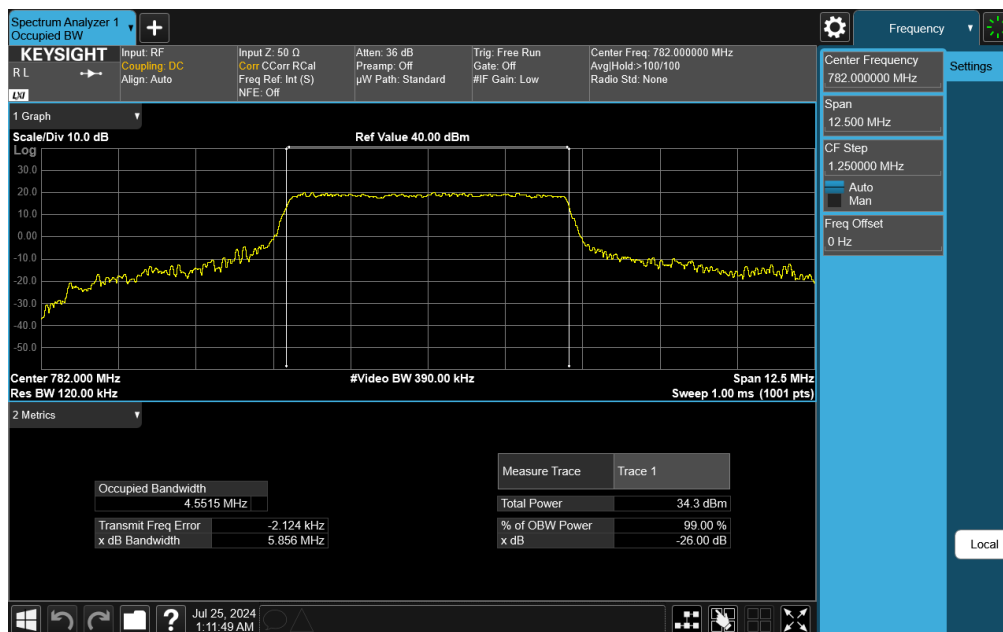 Spectrum Analyzer 1
Occupied BW
Frequency
KEYSIGHT
R L
LXI
Input: RF
Coupling: DC
Align: Auto
Input Z: 50 Ω
Corr CCorr RCal
Freq Ref: Int (S)
NFE: Off
Atten: 36 dB
Preamp: Off
µW Path: Standard
Trig: Free Run
Gate: Off
#IF Gain: Low
Center Freq: 782.000000 MHz
Avg|Hold:>100/100
Radio Std: None
Center Frequency
782.000000 MHz
Settings
Span
12.500 MHz
CF Step
1.250000 MHz
Auto
Man
Freq Offset
0 Hz
1 Graph
Scale/Div 10.0 dB
Ref Value 40.00 dBm
Log
30.0
20.0
10.0
0.00
-10.0
-20.0
-30.0
-40.0
-50.0
Center 782.000 MHz
#Video BW 390.00 kHz
Span 12.5 MHz
Res BW 120.00 kHz
Sweep 1.00 ms (1001 pts)
2 Metrics
Measure Trace Trace 1
Occupied Bandwidth
4.5515 MHz
Total Power 34.3 dBm
Transmit Freq Error -2.124 kHz
% of OBW Power 99.00 %
x dB Bandwidth 5.856 MHz
x dB -26.00 dB
Local
?
Jul 25, 2024
1:11:49 AM